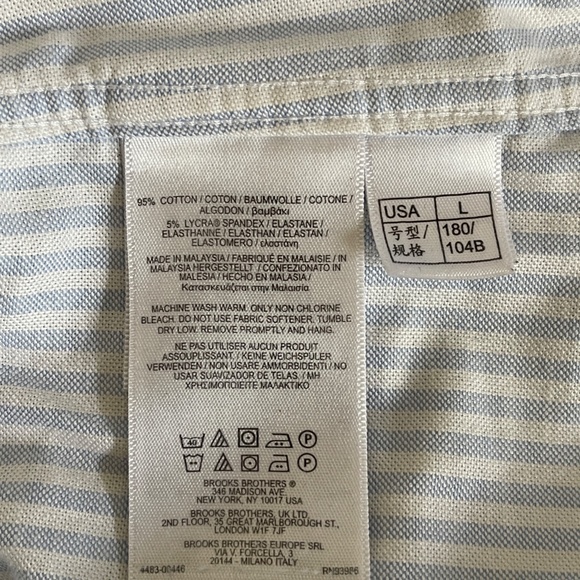 95% COTTON / COTON / BAUMWOLLE / COTONE /
ALGODON / βαμβάκι
5% LYCRA® SPANDEX / ELASTANE /
ELASTHANNE / ELASTHAN / ELASTAN /
ELASTOMERO / ελαστάνη
MADE IN MALAYSIA / FABRIQUÉ EN MALAISIE / IN
MALAYSIA HERGESTELLT / CONFEZIONATO IN
MALESIA / HECHO EN MALASIA /
Κατασκευάζεται στην Μαλαισία
MACHINE WASH WARM. ONLY NON CHLORINE
BLEACH. DO NOT USE FABRIC SOFTENER. TUMBLE
DRY LOW. REMOVE PROMPTLY AND HANG.
NE PAS UTILISER AUCUN PRODUIT
ASSOUPLISSANT. / KEINE WEICHSPÜLER
VERWENDEN / NON USARE AMMORBIDENTI / NO
USAR SUAVIZADOR DE TELAS. / ΜΗ
ΧΡΗΣΙΜΟΠΟΙΕΙΤΕ ΜΑΛΑΚΤΙΚΟ
40 P
P
BROOKS BROTHERS ®
346 MADISON AVE
NEW YORK, NY 10017 USA
BROOKS BROTHERS, UK LTD.
2ND FLOOR, 35 GREAT MARLBOROUGH ST.,
LONDON W1F 7JF
BROOKS BROTHERS EUROPE SRL
VIA V. FORCELLA, 3
20144 - MILANO ITALY
4483-00446 RN93986
USA L
号型/ 180/
规格 104B